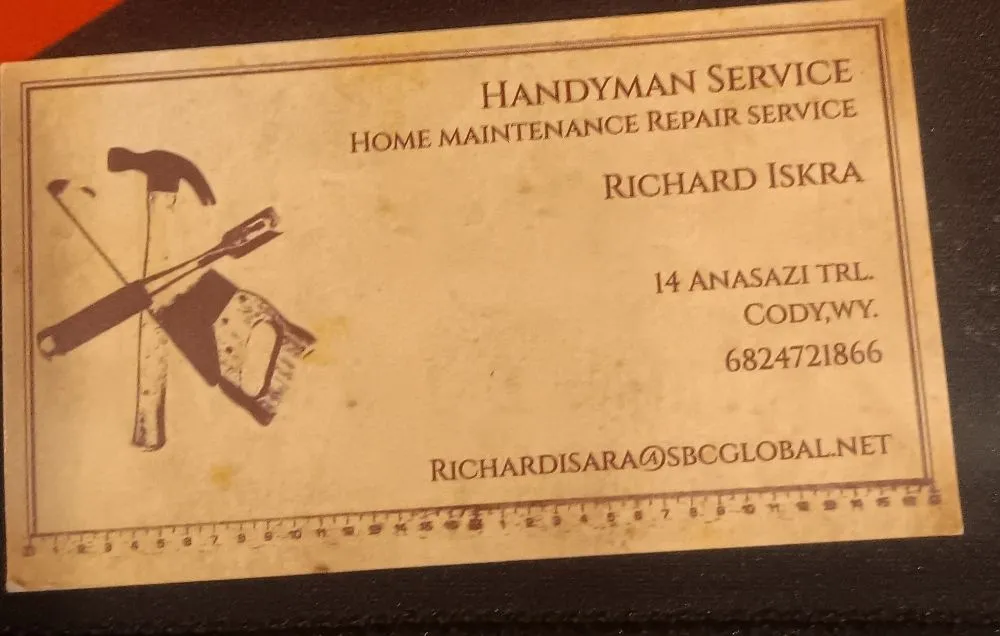 Handyman Service
Home maintenance Repair service
Richard Iskra
14 Anasazi Trl.
Cody,WY.
6824721866
Richardisara@sbcglobal.net